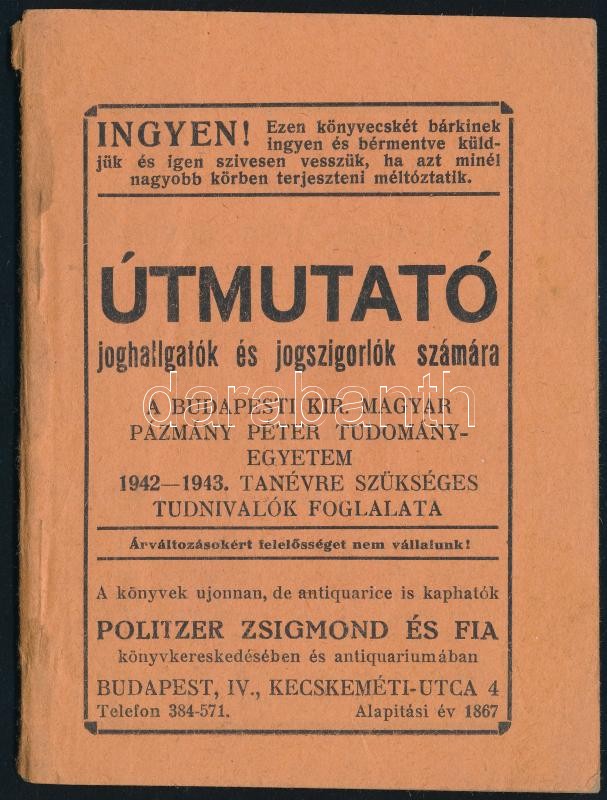 INGYEN! Ezen könyvecskét bárkinek
ingyen és bérmentve küld-
jük és igen szivesen vesszük, ha azt minél
nagyobb körben terjeszteni méltóztatik.
ÚTMUTATÓ
joghallgatók és jogszigorlók számára
darabanth
A BUDAPESTI KIR. MAGYAR
PÁZMÁNY PÉTER TUDOMÁNY-
EGYETEM
1942—1943. TANÉVRE SZÜKSÉGES
TUDNIVALÓK FOGLALATA
Árváltozásokért felelősséget nem vállalunk!
A könyvek ujonnan, de antiquarice is kaphatók
POLITZER ZSIGMOND ÉS FIA
könyvkereskedésében és antiquariumában
BUDAPEST, IV., KECSKEMÉTI-UTCA 4
Telefon 384-571. Alapitási év 1867